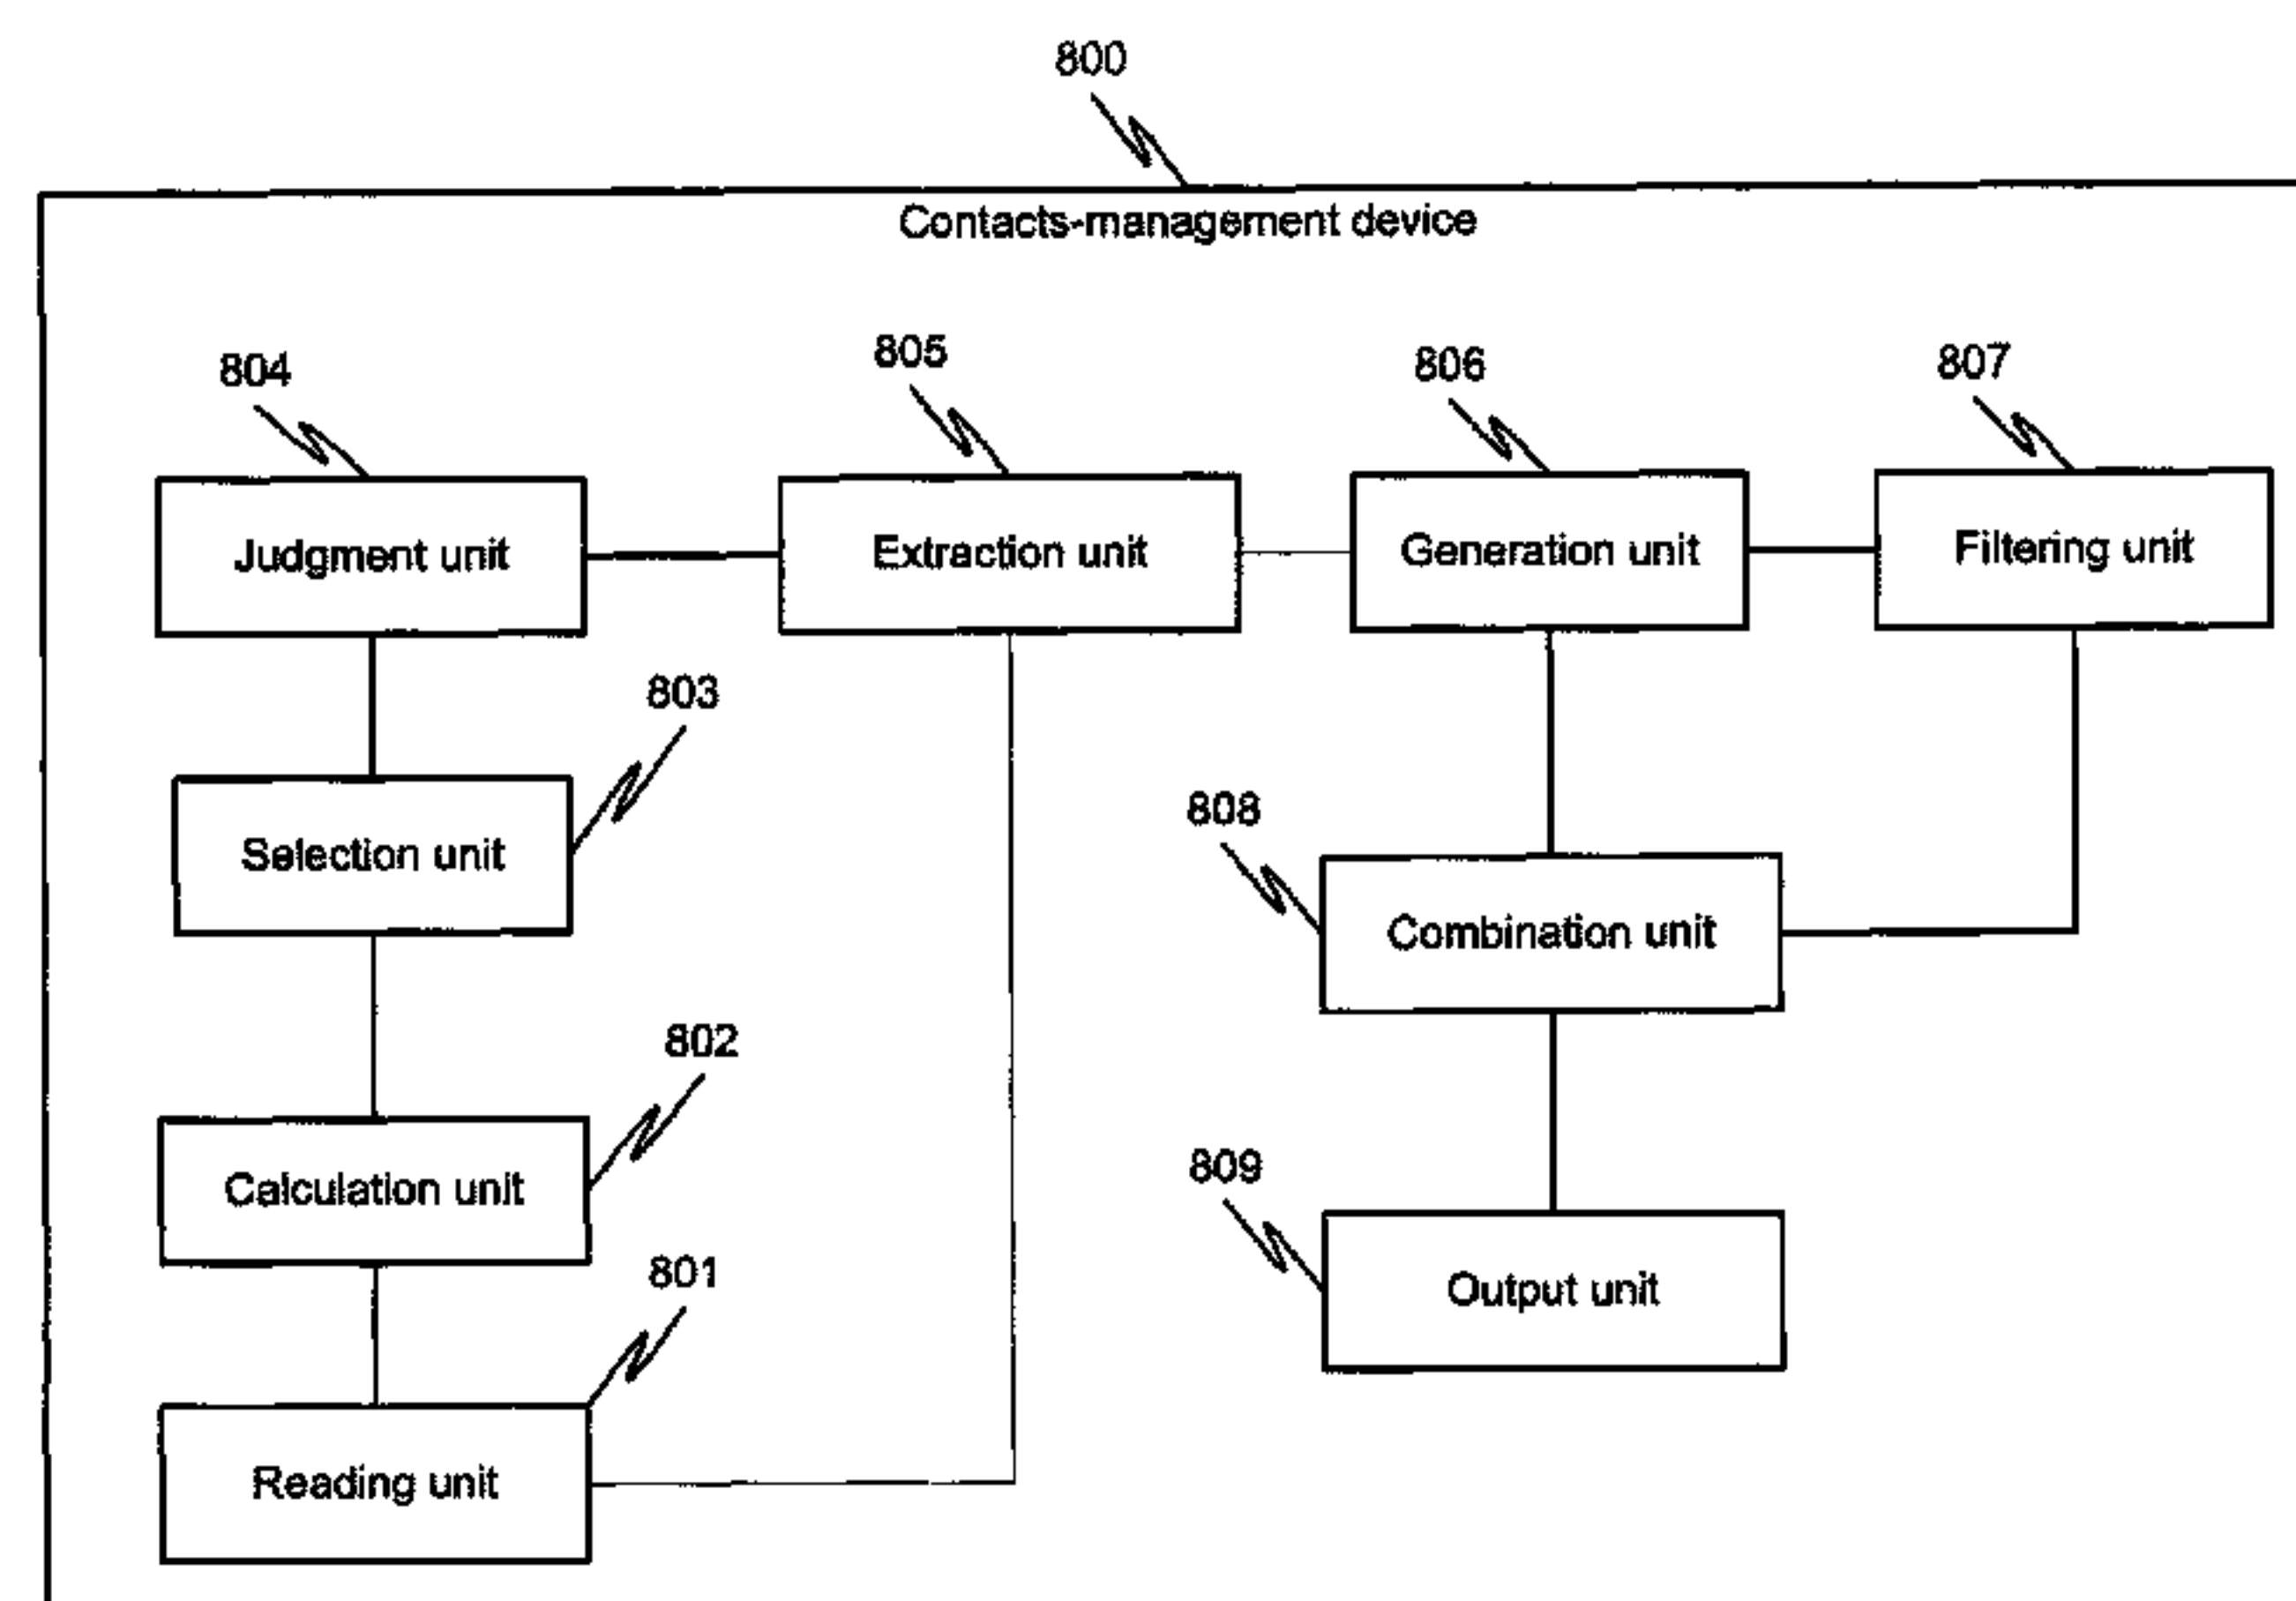 800
Contacts-management device
804
805
806
807
Judgment unit
Extraction unit
Generation unit
Filtering unit
803
Selection unit
808
Combination unit
802
Calculation unit
809
Output unit
801
Reading unit